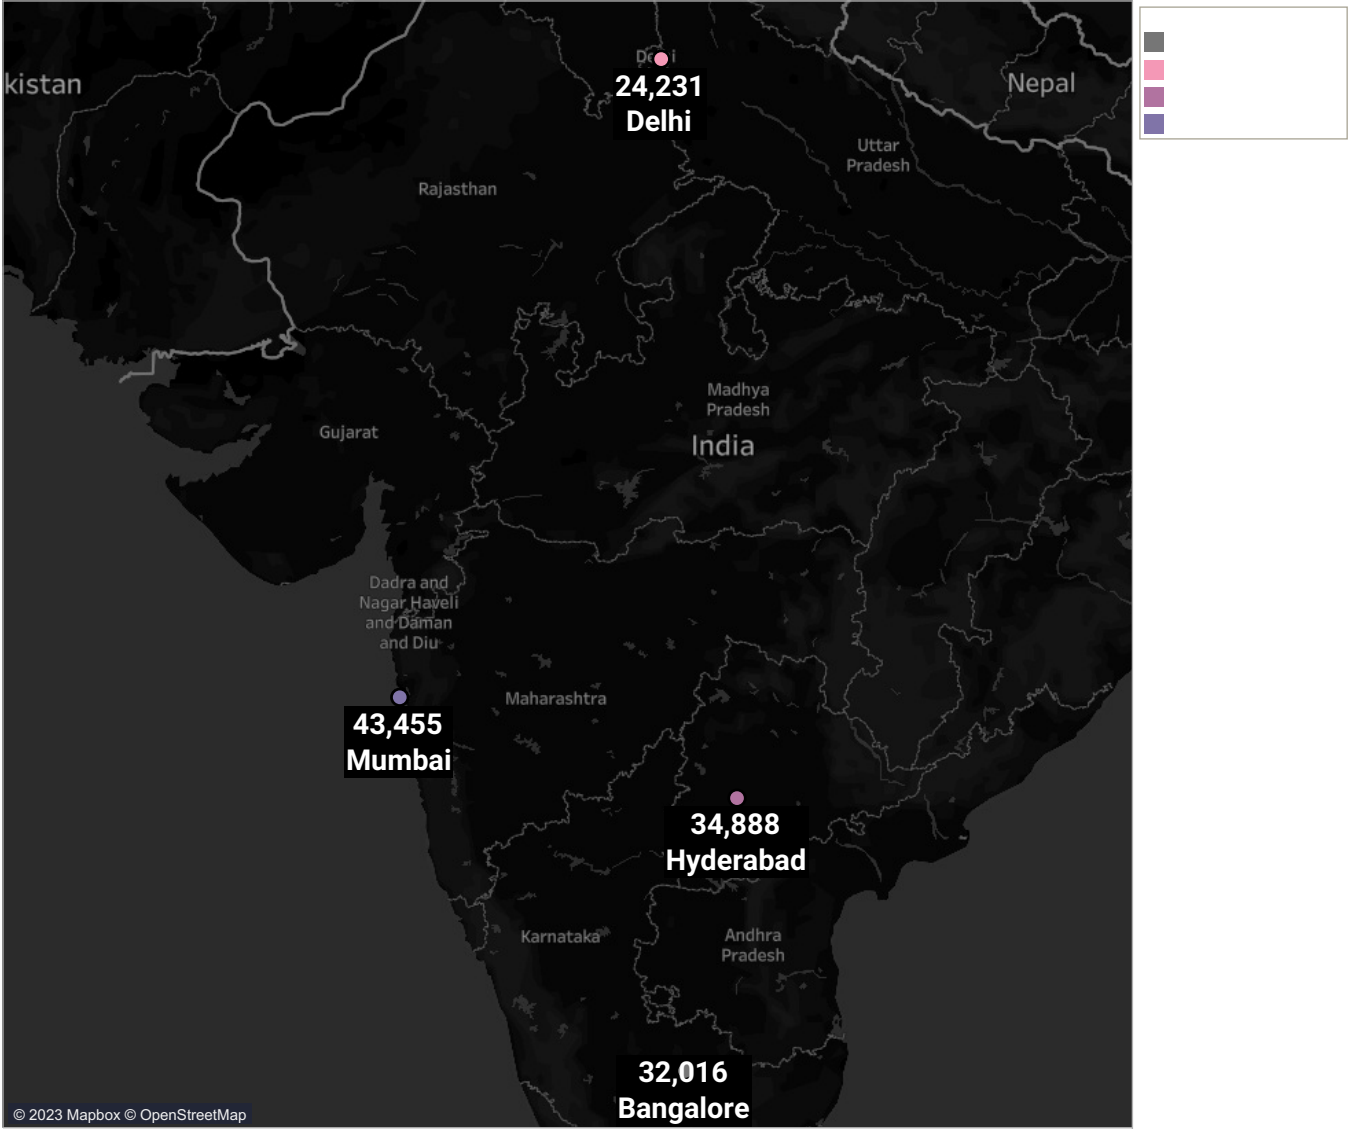 kistan
24,231
Delhi
Nepal
Uttar
Pradesh
Rajasthan
Madhya
Pradesh
India
Gujarat
Dadra and
Nagar Haveli
and Daman
and Diu
Maharashtra
43,455
Mumbai
34,888
Hyderabad
Karnataka
Andhra
Pradesh
32,016
Bangalore
© 2023 Mapbox © OpenStreetMap